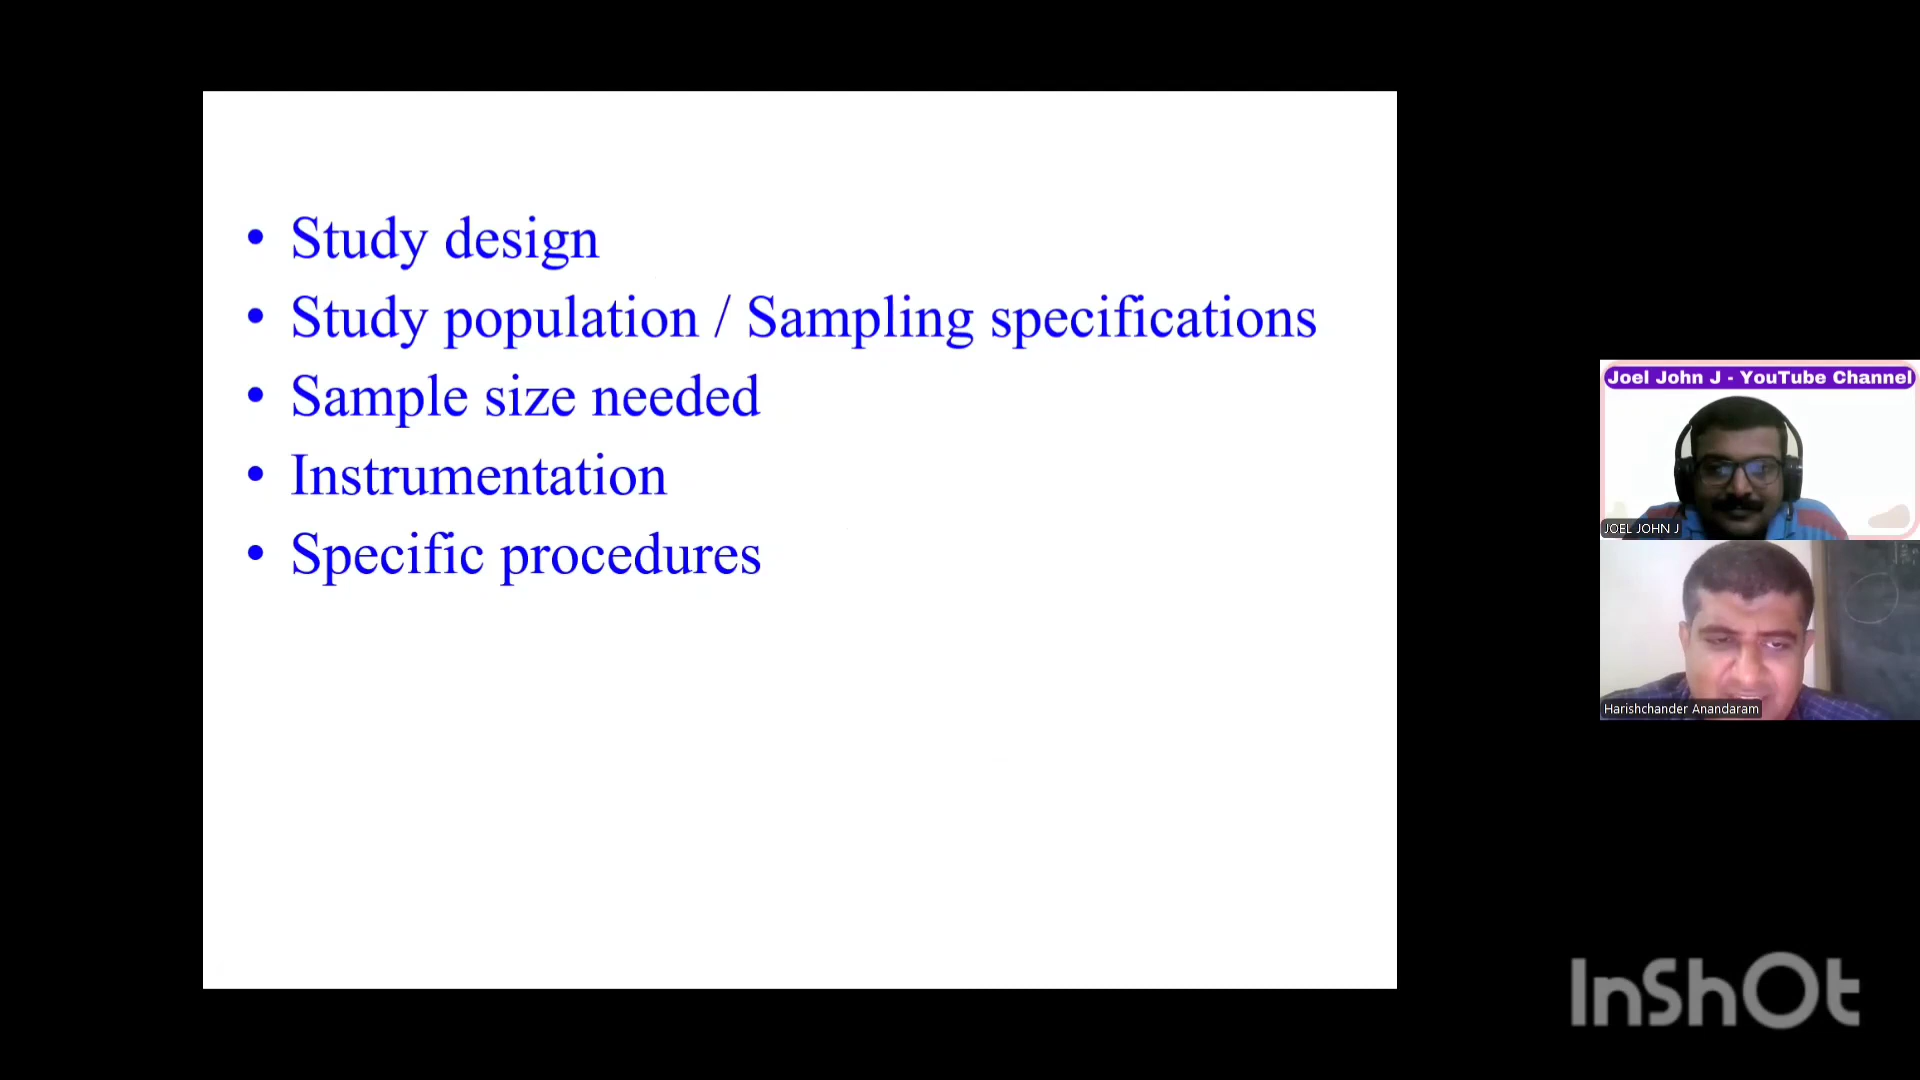 • Study design
• Study population / Sampling specifications
• Sample size needed
• Instrumentation
• Specific procedures
Joel John J - YouTube Channel
JOEL JOHN J
Harishchander Anandaram
InShOt